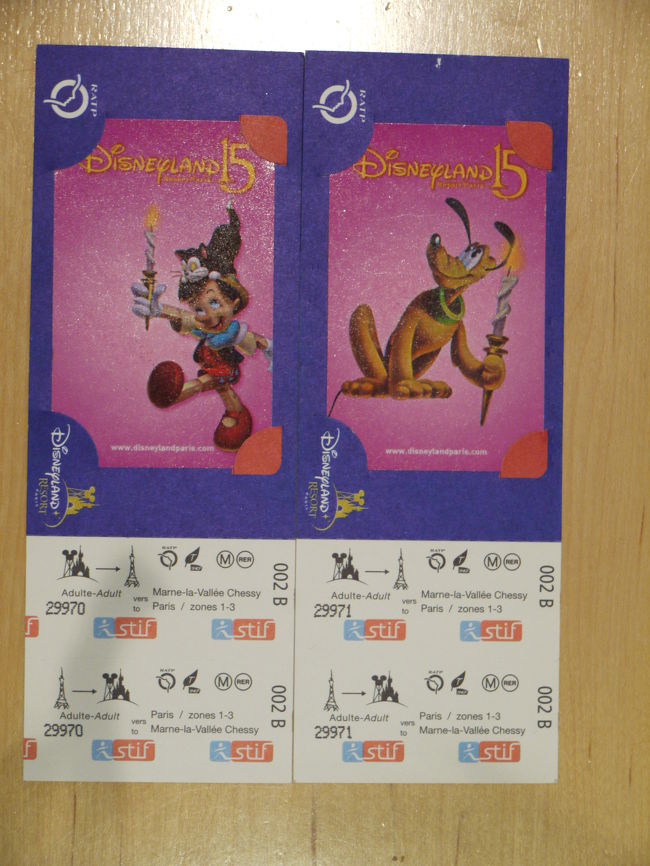 RATP
DISNEYLAND 15
Resort Paris
www.disneylandparis.com
DISNEYLAND
RESORT
PARIS
RATP
T
M RER
Adulte-Adult
vers
to
Marne-la-Vallée Chessy
Paris / zones 1-3
29970
002 B
stif
stif
RATP
T
M RER
Adulte-Adult
vers
to
Paris / zones 1-3
Marne-la-Vallée Chessy
29970
002 B
stif
stif
RATP
DISNEYLAND 15
Resort Paris
www.disneylandparis.com
DISNEYLAND
RESORT
PARIS
RATP
T
M RER
Adulte-Adult
vers
to
Marne-la-Vallée Chessy
Paris / zones 1-3
29971
002 B
stif
stif
RATP
T
M RER
Adulte-Adult
vers
to
Paris / zones 1-3
Marne-la-Vallée Chessy
29971
002 B
stif
stif